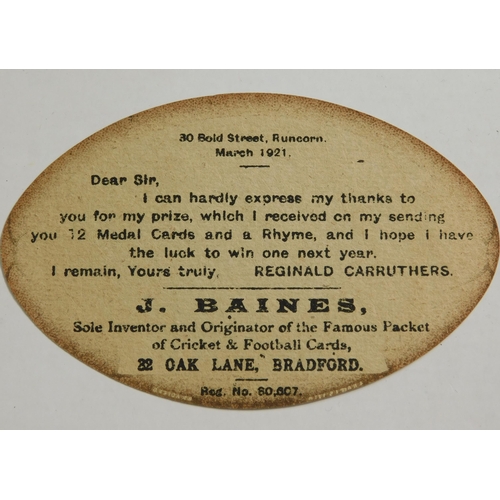 30 Bold Street, Runcorn.
March 1921.
Dear Sir,
I can hardly express my thanks to
you for my prize, which I received on my sending
you 12 Medal Cards and a Rhyme, and I hope I have
the luck to win one next year.
I remain, Yours truly, REGINALD CARRUTHERS.
J. BAINES,
Sole Inventor and Originator of the Famous Packet
of Cricket & Football Cards,
32 OAK LANE, BRADFORD.
Reg. No. 80,607.